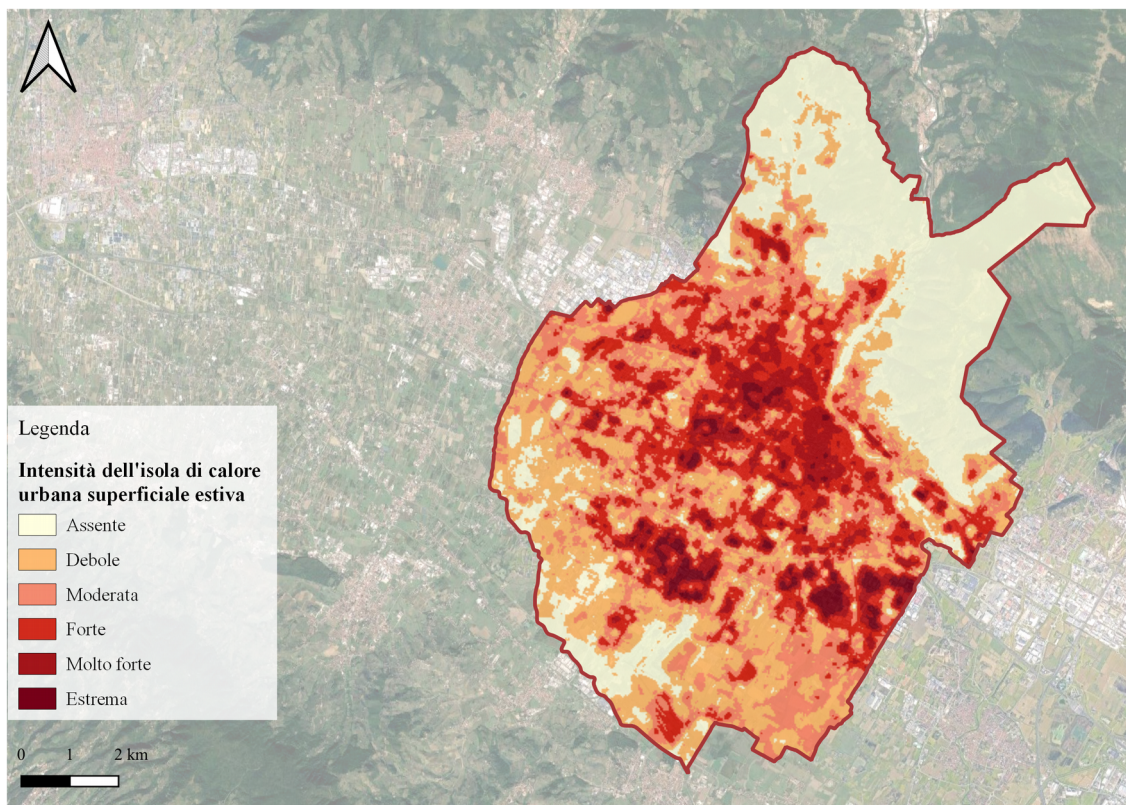 Legenda
Intensità dell'isola di calore
urbana superficiale estiva
Assente
Debole
Moderata
Forte
Molto forte
Estrema
0 1 2 km